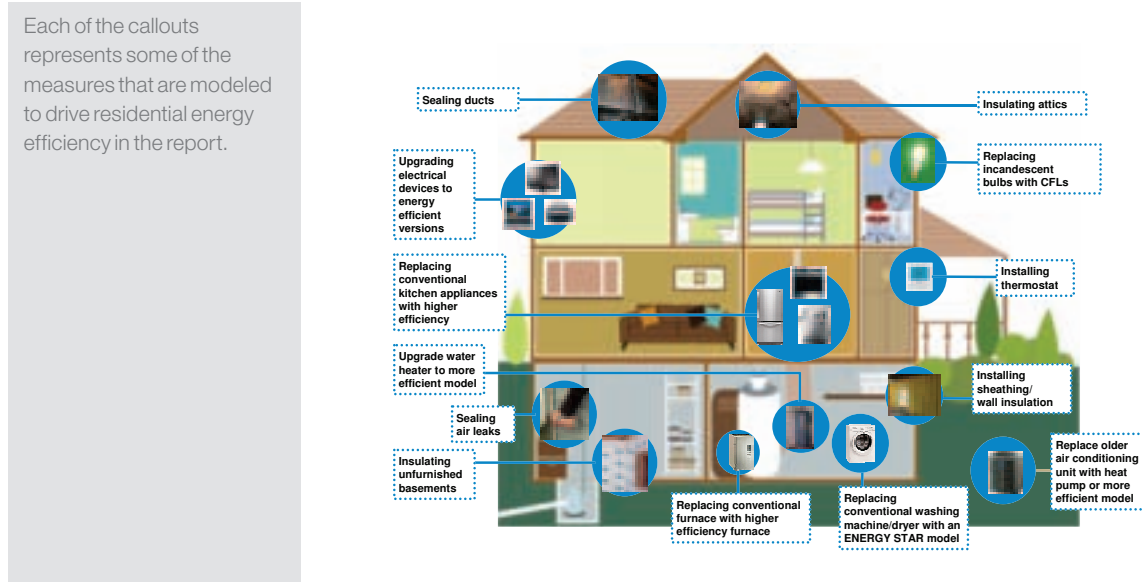 Each of the callouts
represents some of the
measures that are modeled
to drive residential energy
efficiency in the report.
Sealing ducts
Insulating attics
Upgrading
electrical
devices to
energy
efficient
versions
Replacing
incandescent
bulbs with CFLs
Replacing
conventional
kitchen appliances
with higher
efficiency
Installing
thermostat
Upgrade water
heater to more
efficient model
Installing
sheathing/
wall insulation
Sealing
air leaks
Insulating
unfurnished
basements
Replacing conventional
furnace with higher
efficiency furnace
Replacing
conventional washing
machine/dryer with an
ENERGY STAR model
Replace older
air conditioning
unit with heat
pump or more
efficient model